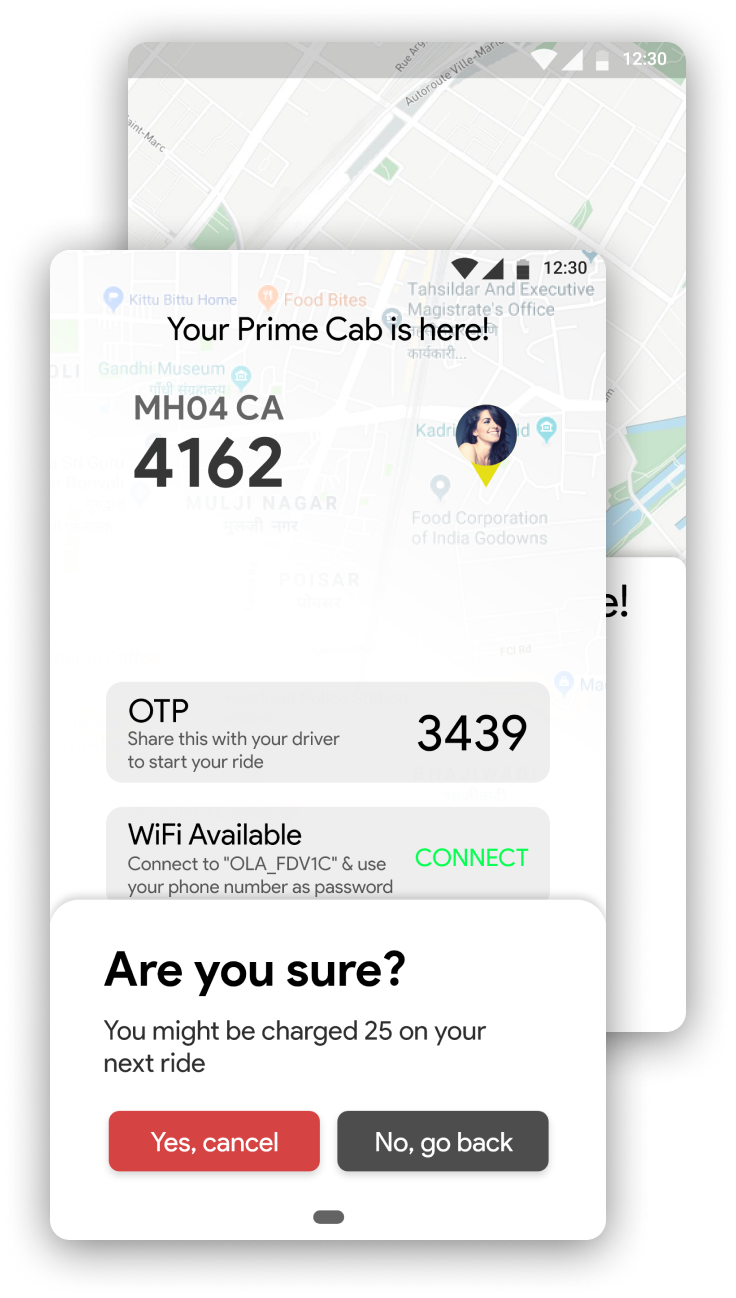 12:30
Rue Arg
Autoroute Ville-Marie
aint-Marc
12:30
Kittu Bittu Home
Food Bites
Tahsildar And Executive
Magistrate's Office
Your Prime Cab is here!
कार्यकारी...
OLI
Gandhi Museum
गाँधी संग्रहालय
MH04 CA
4162
Kadri
id
MULJI NAGAR
मुलजी नगर
Food Corporation
of India Godowns
POISAR
पोयसर
e!
FCI Rd
Ma
OTP
Share this with your driver
to start your ride
3439
WiFi Available
Connect to "OLA_FDV1C" & use
your phone number as password
CONNECT
Are you sure?
You might be charged 25 on your
next ride
Yes, cancel
No, go back